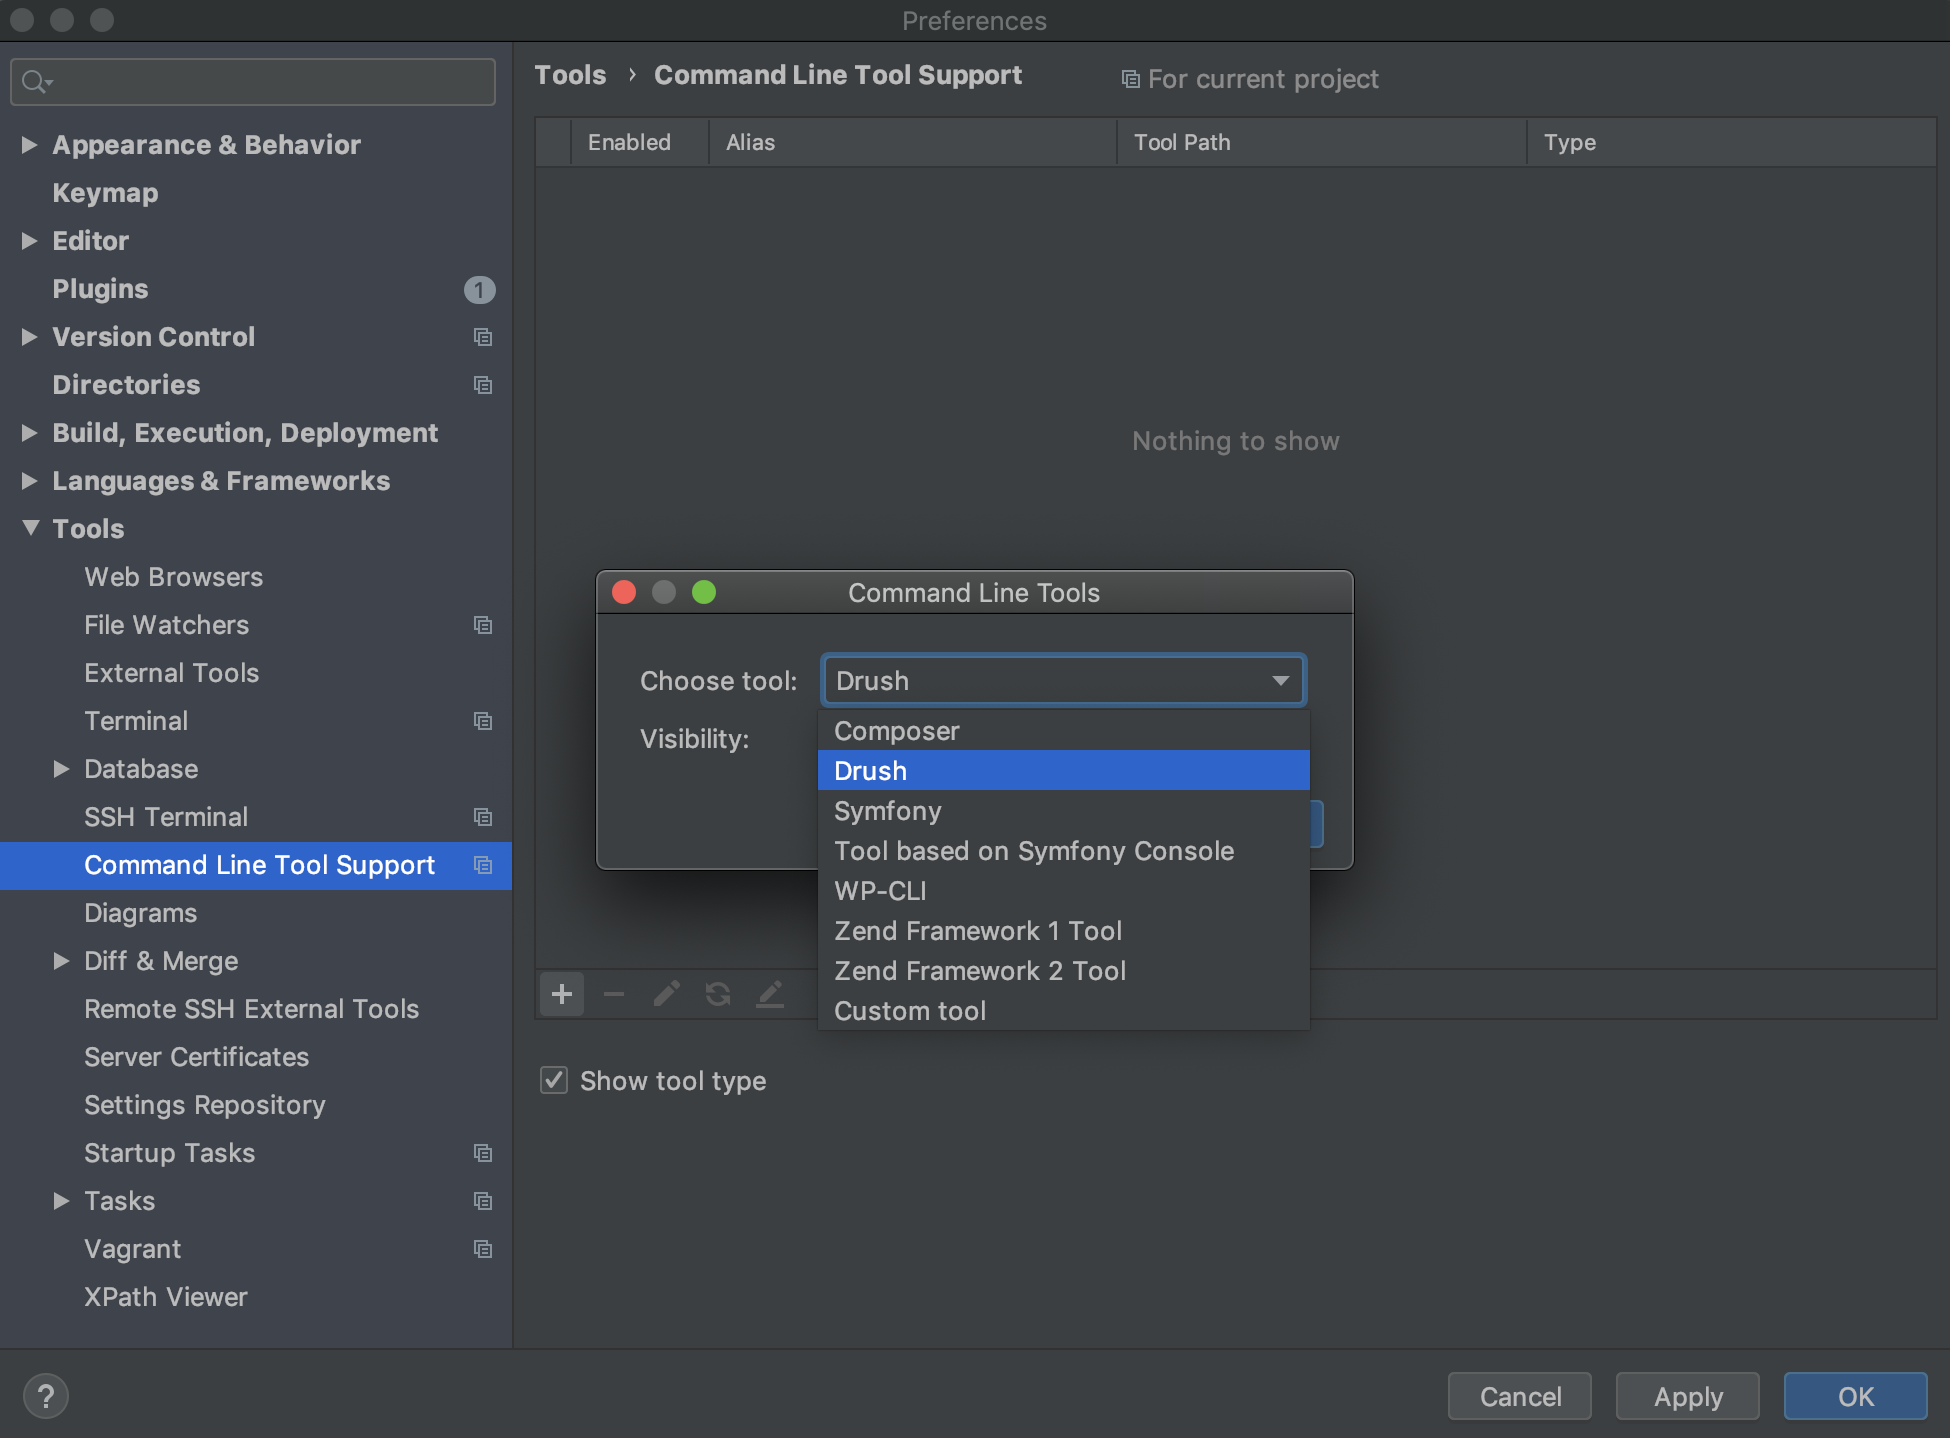 Preferences
Tools › Command Line Tool Support For current project
Appearance & Behavior
Keymap
Editor
Plugins 1
Version Control
Directories
Build, Execution, Deployment
Languages & Frameworks
Tools
Web Browsers
File Watchers
External Tools
Terminal
Database
SSH Terminal
Command Line Tool Support
Diagrams
Diff & Merge
Remote SSH External Tools
Server Certificates
Settings Repository
Startup Tasks
Tasks
Vagrant
XPath Viewer
Enabled Alias Tool Path Type
Nothing to show
Command Line Tools
Choose tool: Drush
Visibility:
Composer
Drush
Symfony
Tool based on Symfony Console
WP-CLI
Zend Framework 1 Tool
Zend Framework 2 Tool
Custom tool
Show tool type
? Cancel Apply OK